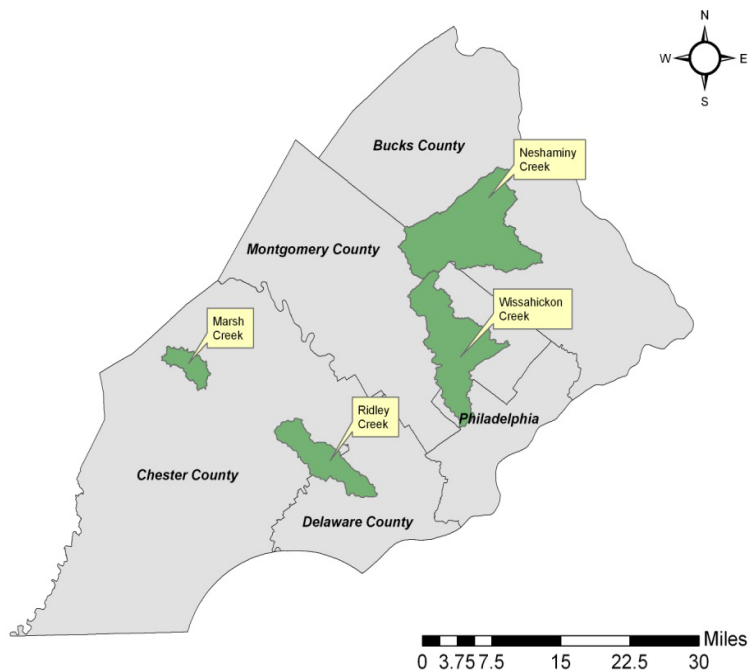 N
W E
S
Bucks County
Neshaminy
Creek
Montgomery County
Wissahickon
Creek
Marsh
Creek
Ridley
Creek
Philadelphia
Chester County
Delaware County
Miles
0 3.75 7.5 15 22.5 30